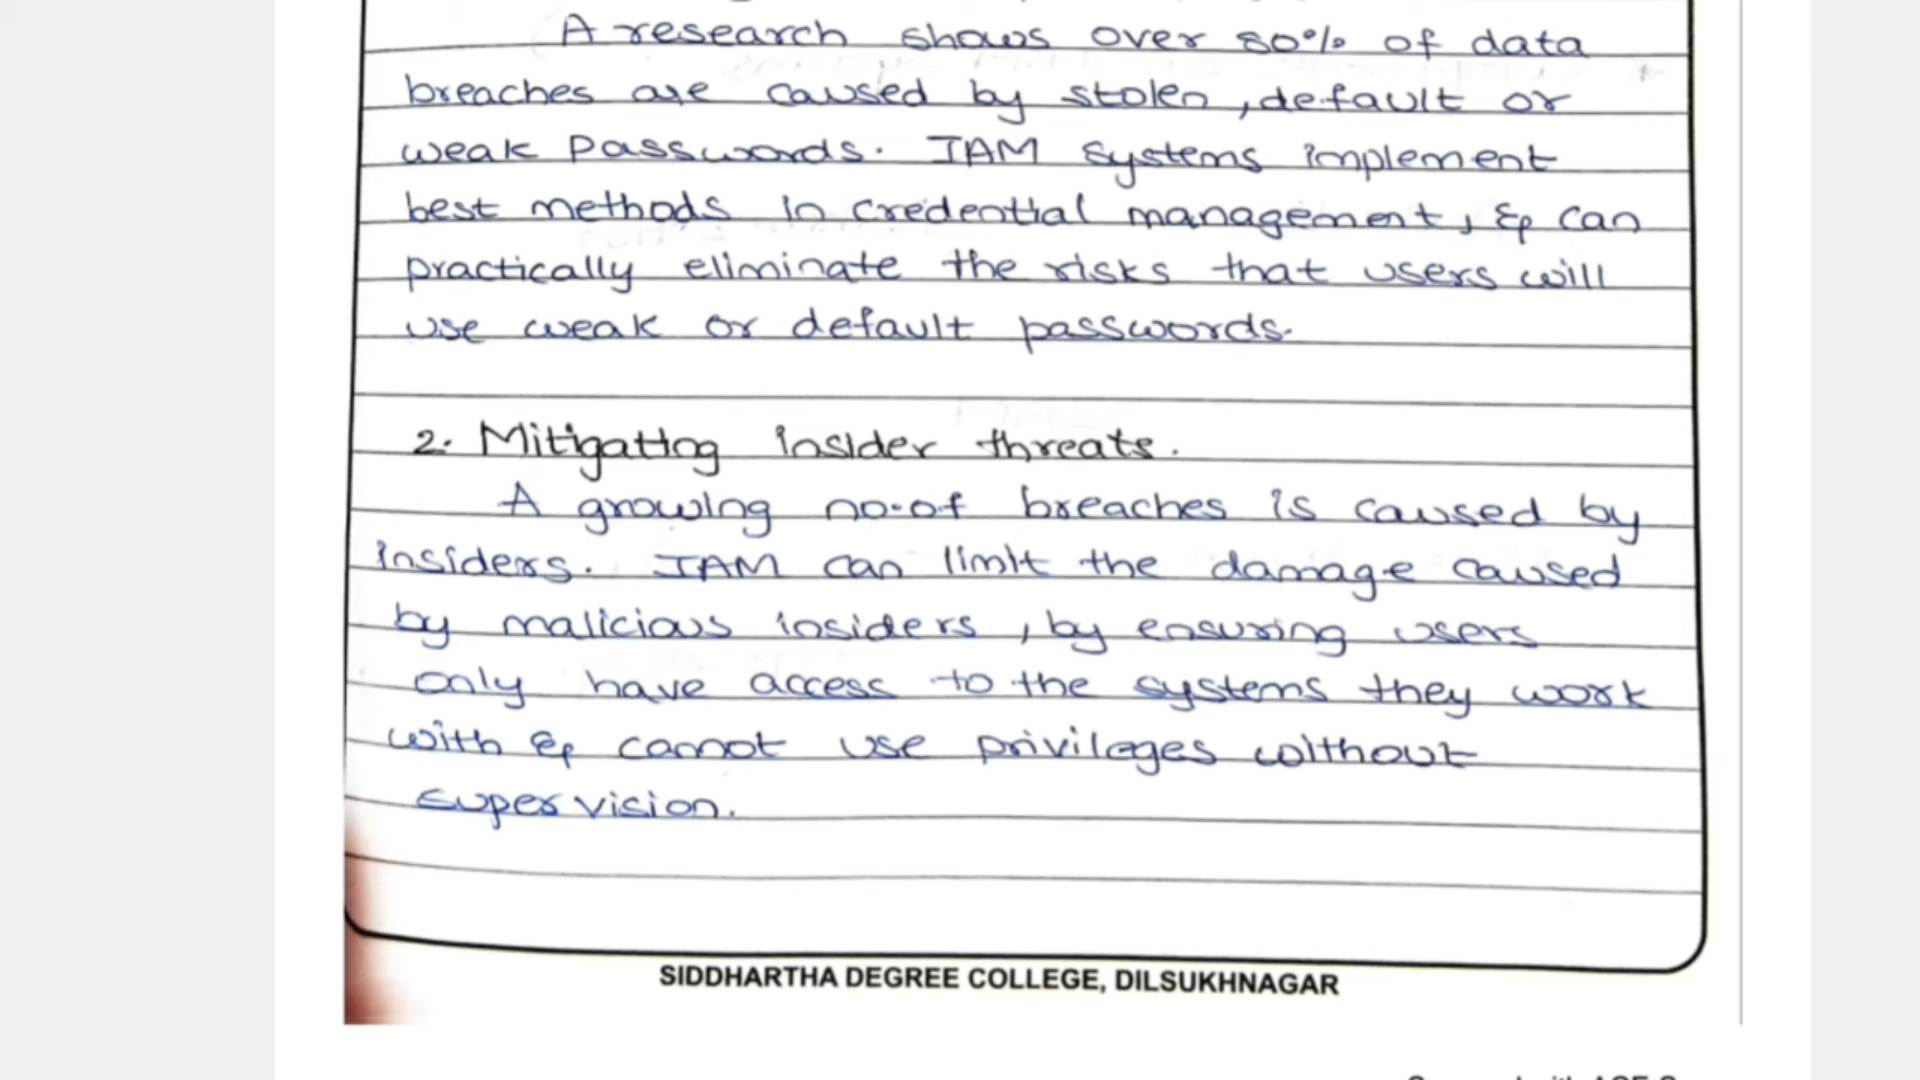 A research shows over 80% of data
breaches are caused by stolen, default or
weak Passwords. IAM systems implement
best methods in credential management, & can
practically eliminate the risks that users will
use weak or default passwords.
2. Mitigating insider threats.
A growing no.of breaches is caused by
insiders. IAM can limit the damage caused
by malicious insiders, by ensuring users
only have access to the systems they work
with & cannot use privileges without
supervision.
SIDDHARTHA DEGREE COLLEGE, DILSUKHNAGAR